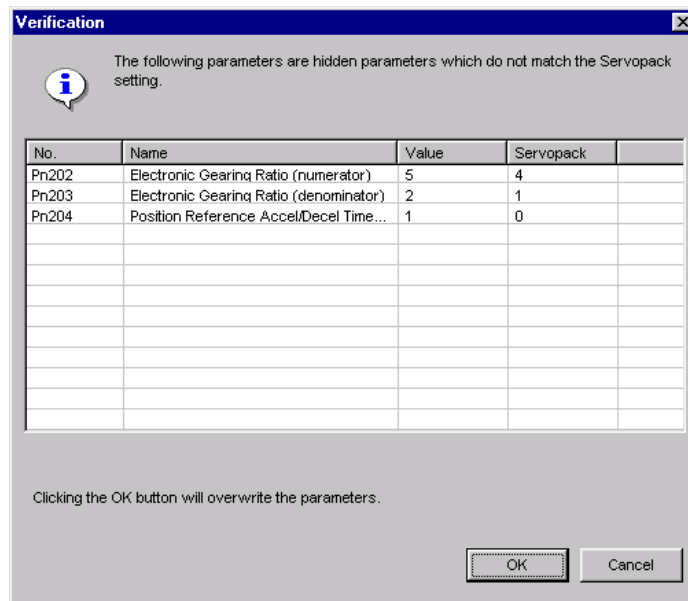 Verification
The following parameters are hidden parameters which do not match the Servopack
setting.
No. Name Value Servopack
Pn202 Electronic Gearing Ratio (numerator) 5 4
Pn203 Electronic Gearing Ratio (denominator) 2 1
Pn204 Position Reference Accel/Decel Time... 1 0
Clicking the OK button will overwrite the parameters.
OK Cancel